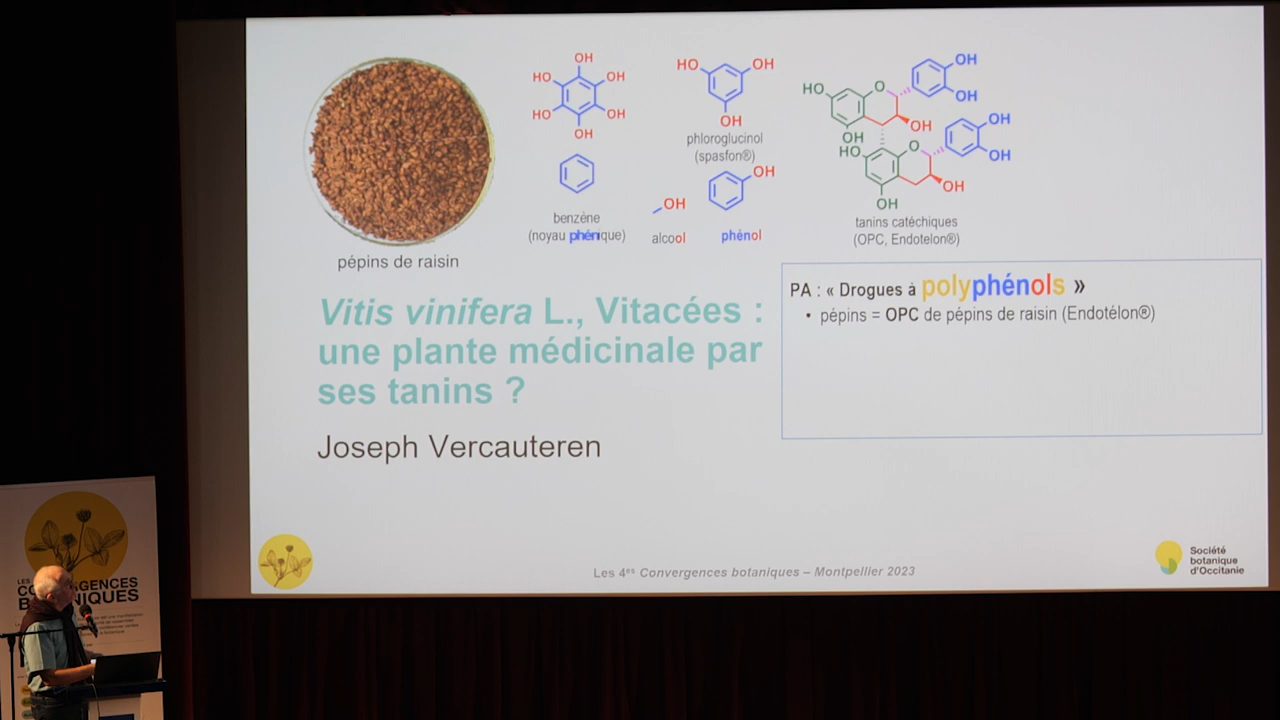 OH
HO
OH
HO
OH
OH
benzène
(noyau phénique)
alcool
OH
phénol
OH
HO
OH
OH
phloroglucinol
(spasfon®)
HO
O
OH
OH
OH
OH
HO
O
OH
OH
OH
OH
tanins catéchiques
(OPC, Endotelon®)
pépins de raisin
Vitis vinifera L., Vitacées :
une plante médicinale par
ses tanins ?
Joseph Vercauteren
PA : « Drogues à polyphénols »
• pépins = OPC de pépins de raisin (Endotélon®)
Les 4es Convergences botaniques – Montpellier 2023
Société
botanique
d'Occitanie
LES